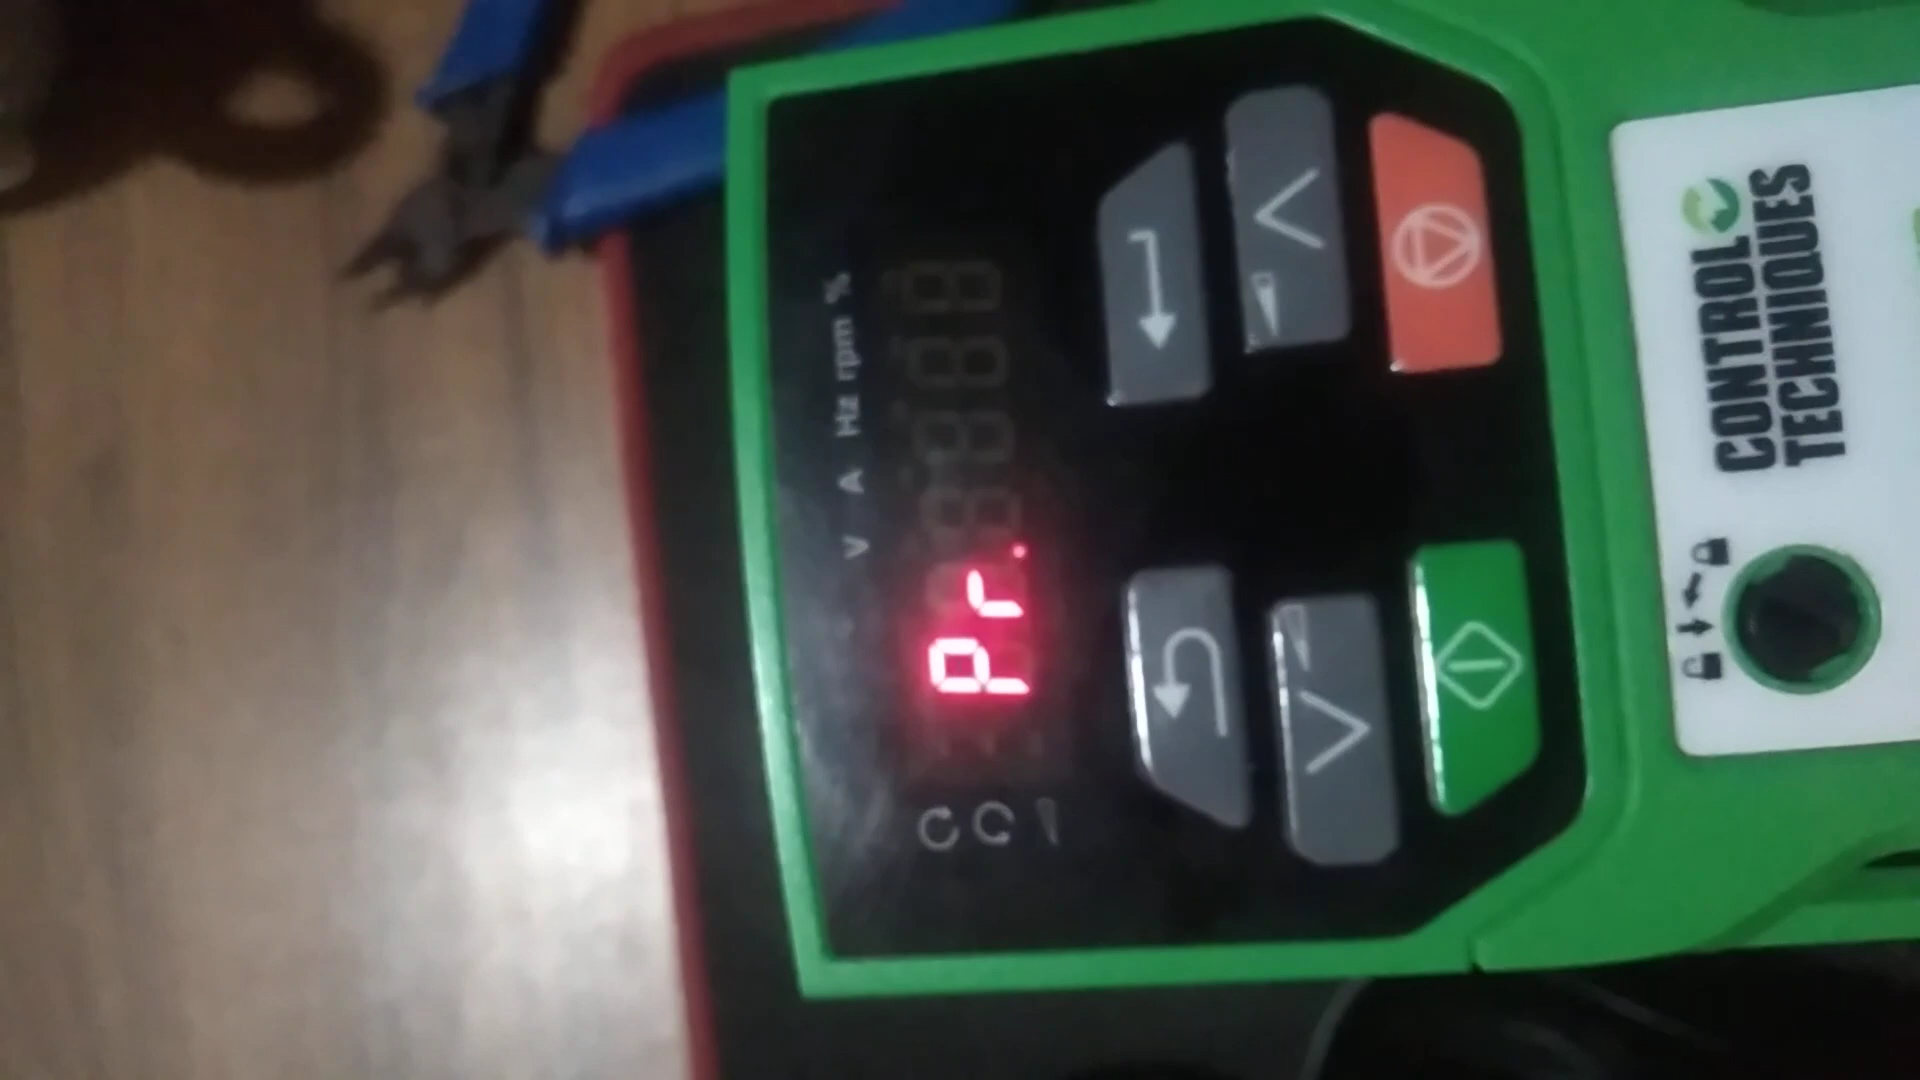 V A Hz rpm %
Pr.
CONTROL
TECHNIQUES